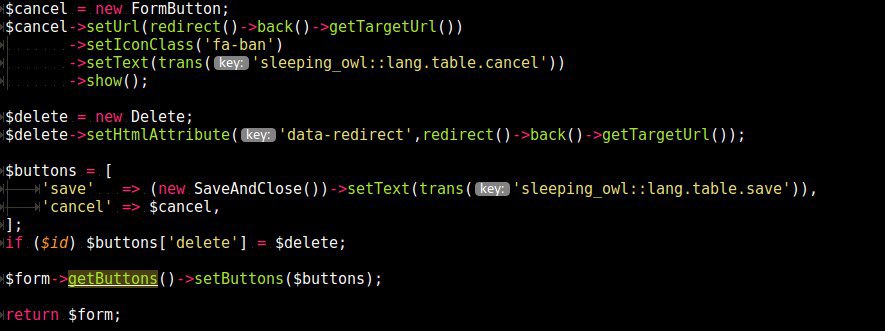 $cancel = new FormButton;
$cancel->setUrl(redirect()->back()->getTargetUrl())
->setIconClass('fa-ban')
->setText(trans( key: 'sleeping_owl::lang.table.cancel'))
->show();
$delete = new Delete;
$delete->setHtmlAttribute( key: 'data-redirect',redirect()->back()->getTargetUrl());
$buttons = [
'save' => (new SaveAndClose())->setText(trans( key: 'sleeping_owl::lang.table.save')),
'cancel' => $cancel,
];
if ($id) $buttons['delete'] = $delete;
$form->getButtons()->setButtons($buttons);
return $form;